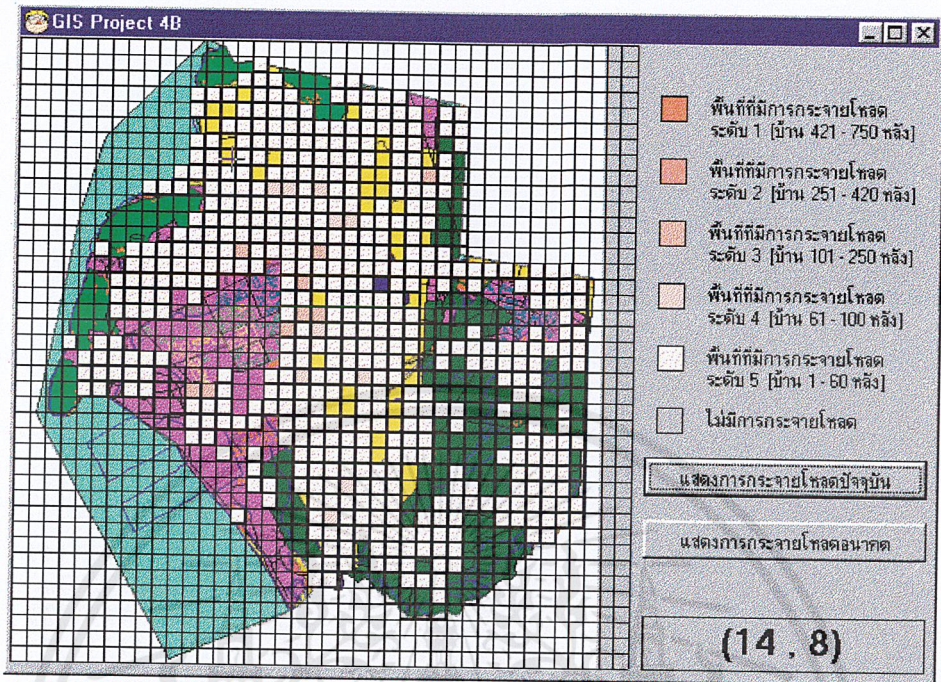 GIS Project 4B
พื้นที่ที่มีการกระจายโหลด
ระดับ 1 [บ้าน 421 - 750 หลัง]
พื้นที่ที่มีการกระจายโหลด
ระดับ 2 [บ้าน 251 - 420 หลัง]
พื้นที่ที่มีการกระจายโหลด
ระดับ 3 [บ้าน 101 - 250 หลัง]
พื้นที่ที่มีการกระจายโหลด
ระดับ 4 [บ้าน 61 - 100 หลัง]
พื้นที่ที่มีการกระจายโหลด
ระดับ 5 [บ้าน 1 - 60 หลัง]
ไม่มีการกระจายโหลด
แสดงการกระจายโหลดปัจจุบัน
แสดงการกระจายโหลดอนาคต
(14 , 8)